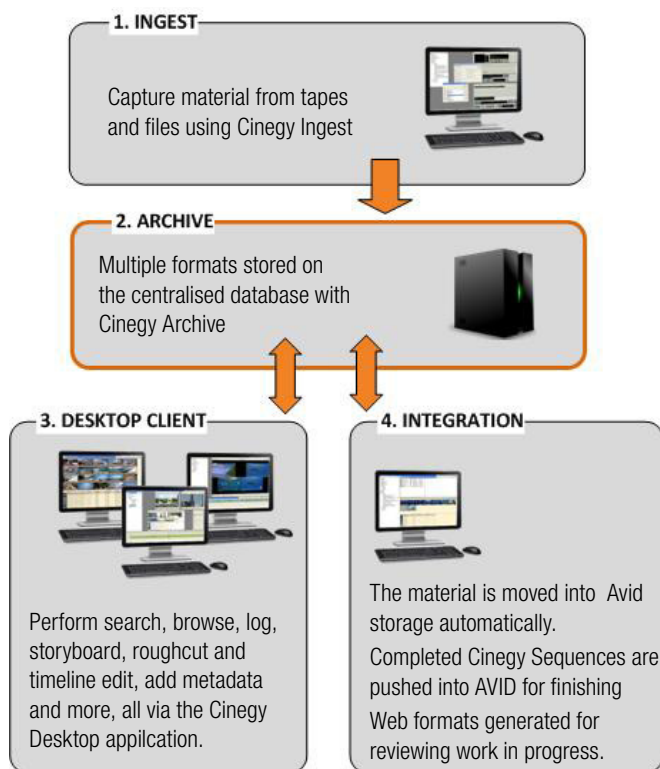 1. INGEST
Capture material from tapes
and files using Cinegy Ingest
2. ARCHIVE
Multiple formats stored on
the centralised database with
Cinegy Archive
3. DESKTOP CLIENT
Perform search, browse, log,
storyboard, roughcut and
timeline edit, add metadata
and more, all via the Cinegy
Desktop appilcation.
4. INTEGRATION
The material is moved into Avid
storage automatically.
Completed Cinegy Sequences are
pushed into AVID for finishing
Web formats generated for
reviewing work in progress.